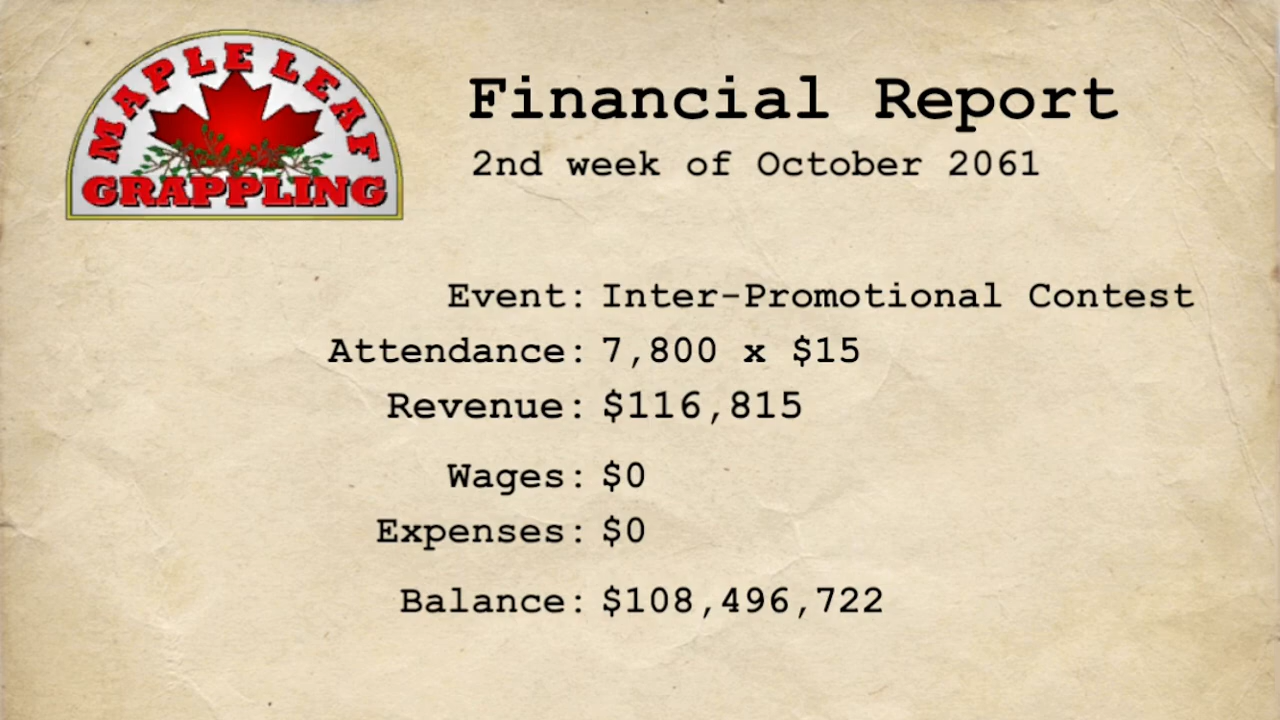 MAPLE LEAF
GRAPPLING
Financial Report
2nd week of October 2061
Event: Inter-Promotional Contest
Attendance: 7,800 x $15
Revenue: $116,815
Wages: $0
Expenses: $0
Balance: $108,496,722